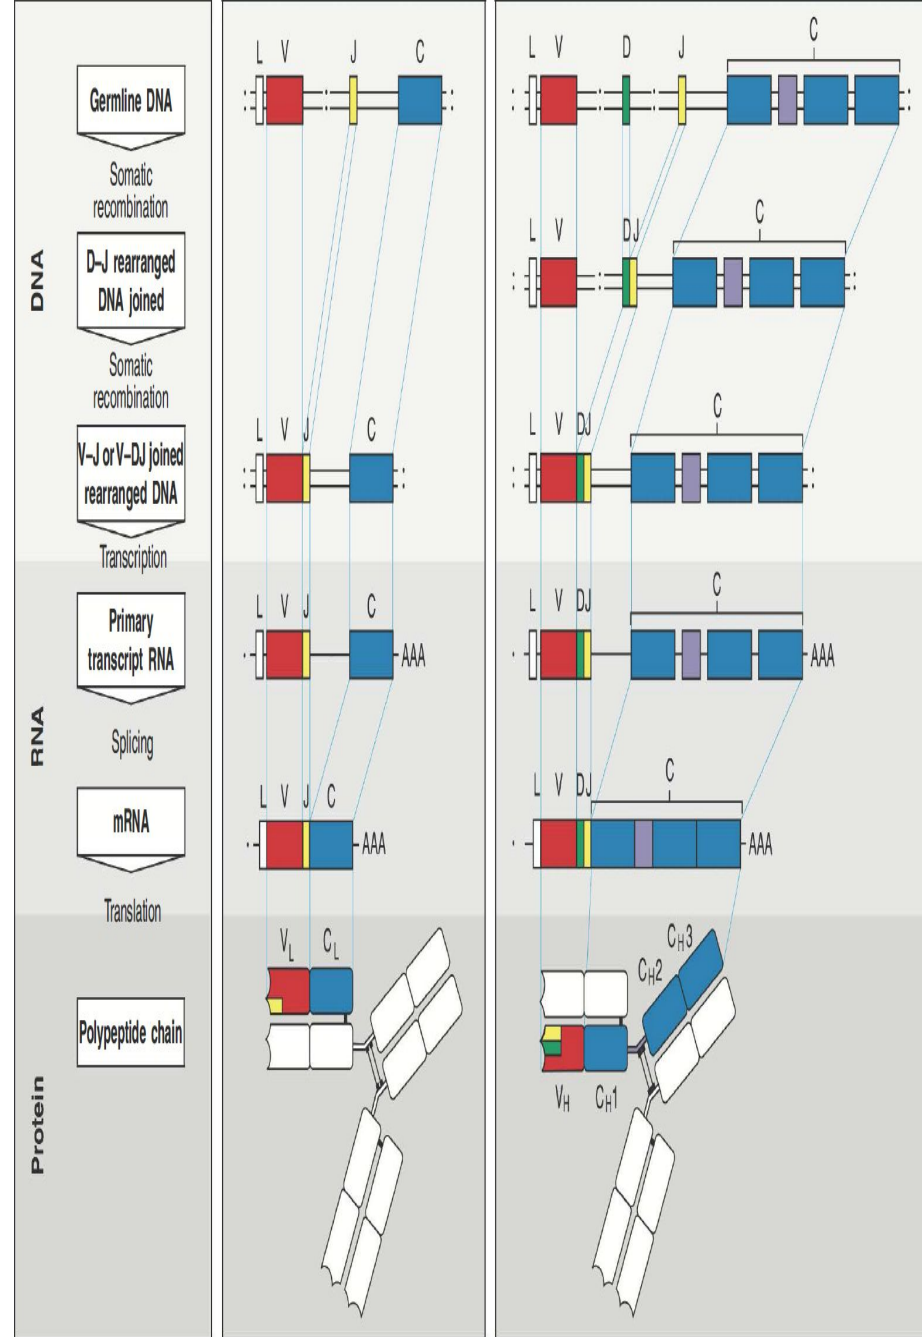 DNA
Germline DNA
Somatic
recombination
D–J rearranged
DNA joined
Somatic
recombination
V–J or V–DJ joined
rearranged DNA
Transcription
RNA
Primary
transcript RNA
Splicing
mRNA
Translation
Protein
Polypeptide chain
L V J C
L V J C
L V J C
AAA
L V J C
AAA
VL CL
L V D J C
L V DJ C
L V DJ C
L V DJ C
AAA
L V DJ C
AAA
CH3
CH2
VH CH1